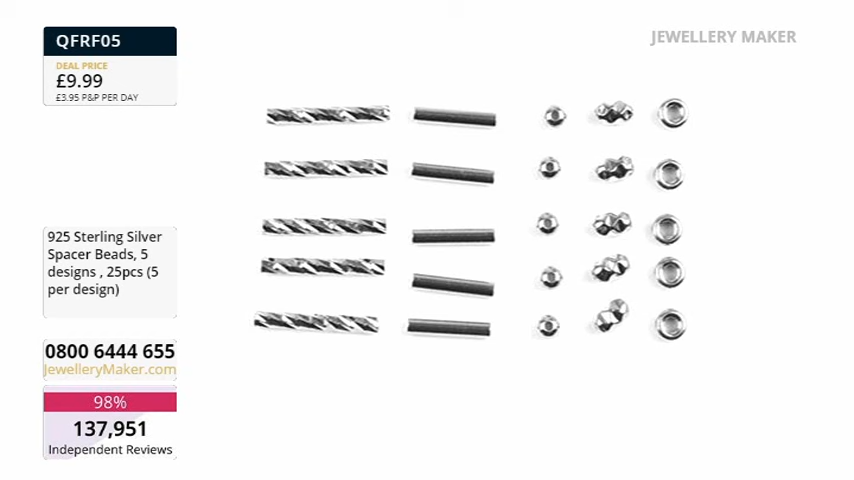 QFRF05
DEAL PRICE
£9.99
£3.95 P&P PER DAY
JEWELLERY MAKER
925 Sterling Silver
Spacer Beads, 5
designs , 25pcs (5
per design)
0800 6444 655
JewelleryMaker.com
98%
137,951
Independent Reviews